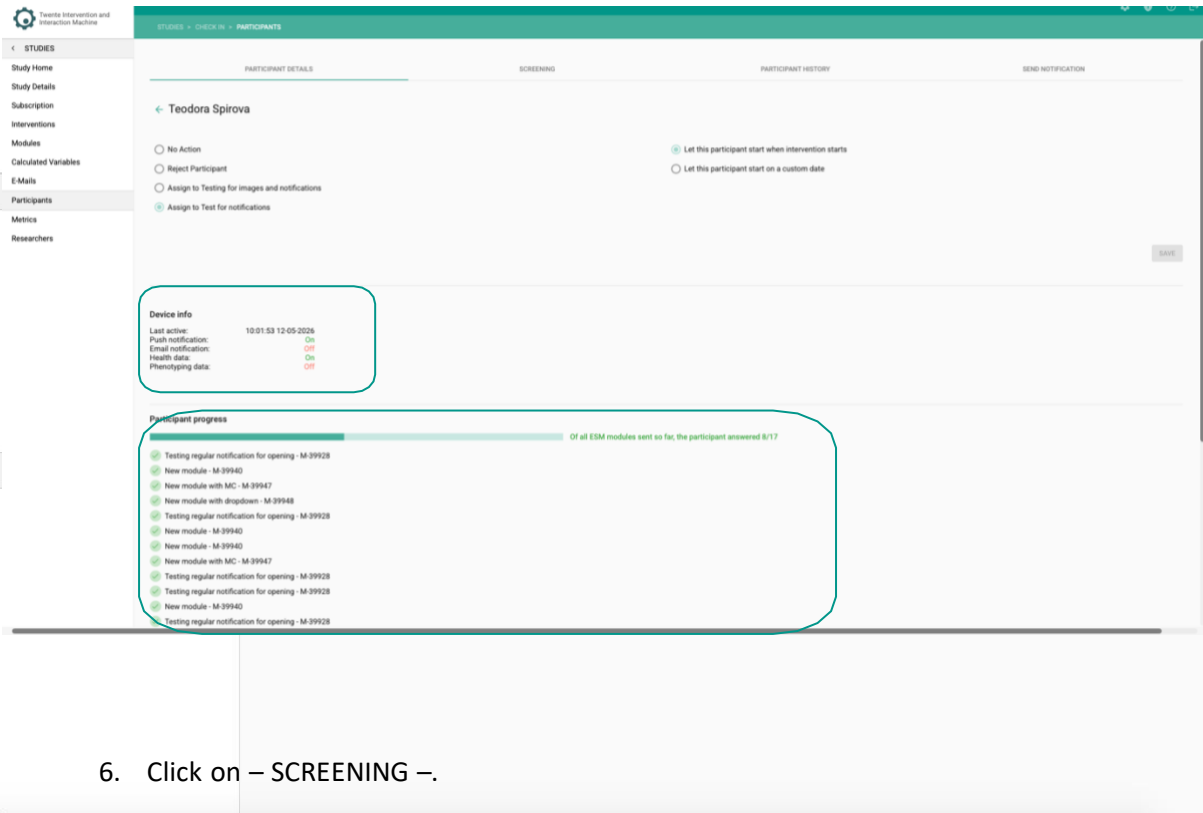 Twente Intervention and
Interaction Machine
STUDIES > CHECK IN > PARTICIPANTS
< STUDIES
Study Home
Study Details
Subscription
Interventions
Modules
Calculated Variables
E-Mails
Participants
Metrics
Researchers
PARTICIPANT DETAILS SCREENING PARTICIPANT HISTORY SEND NOTIFICATION
← Teodora Spirova
No Action
Reject Participant
Assign to Testing for images and notifications
Assign to Test for notifications
Let this participant start when intervention starts
Let this participant start on a custom date
SAVE
Device info
Last active: 10:01:53 12-05-2026
Push notification: On
Email notification: Off
Health data: On
Phenotyping data: Off
Participant progress
Of all ESM modules sent so far, the participant answered 8/17
Testing regular notification for opening - M-39928
New module - M-39940
New module with MC - M-39947
New module with dropdown - M-39948
Testing regular notification for opening - M-39928
New module - M-39940
New module - M-39940
New module with MC - M-39947
Testing regular notification for opening - M-39928
Testing regular notification for opening - M-39928
New module - M-39940
Testing regular notification for opening - M-39928
6. Click on – SCREENING –.